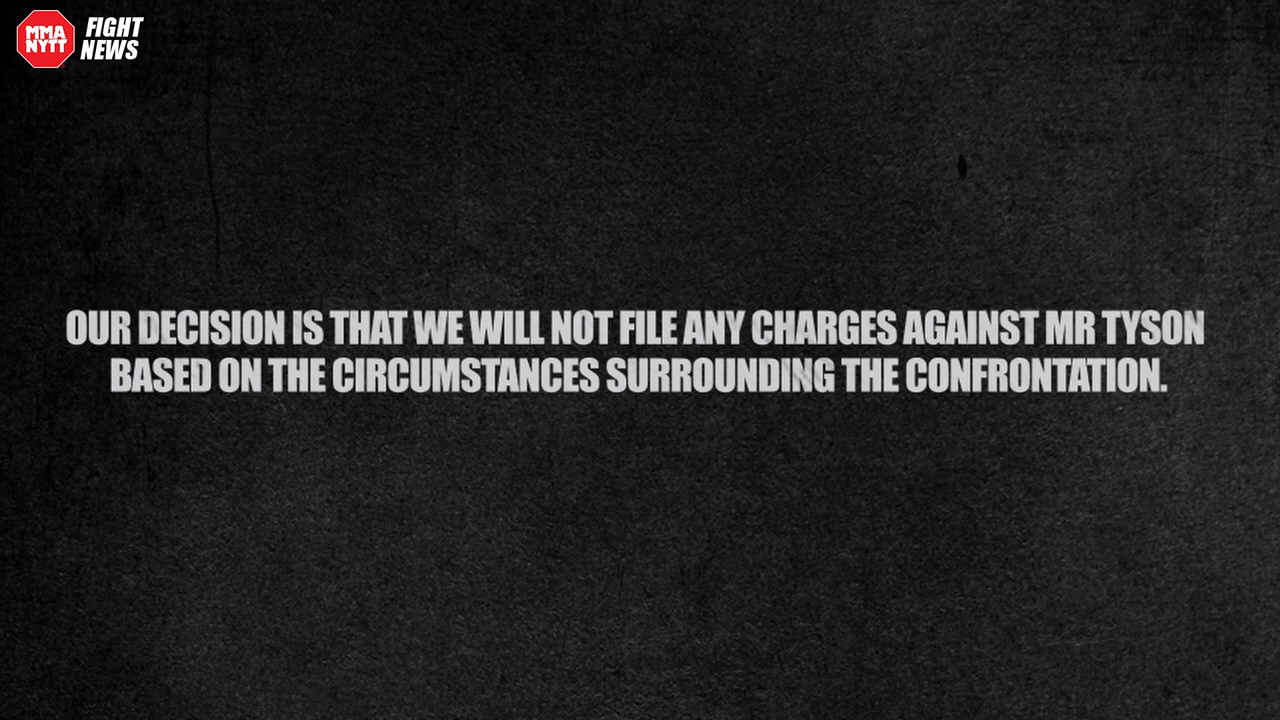 MMA
NYTT
FIGHT
NEWS
OUR DECISION IS THAT WE WILL NOT FILE ANY CHARGES AGAINST MR TYSON
BASED ON THE CIRCUMSTANCES SURROUNDING THE CONFRONTATION.